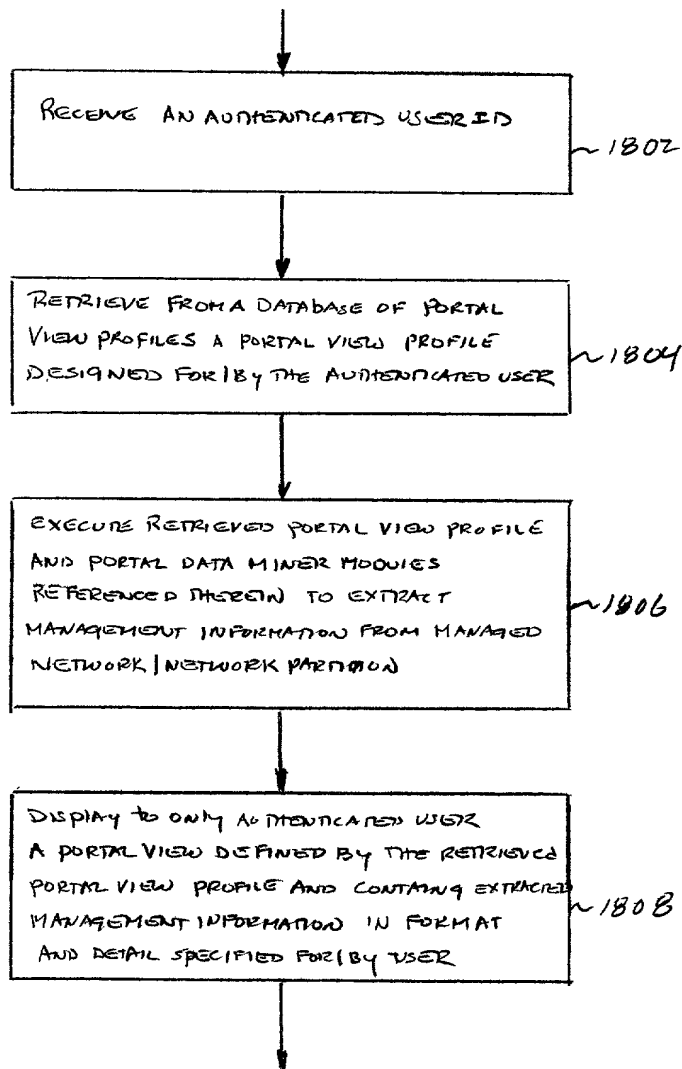 RECEIVE AN AUTHENTICATED USER ID
1802
RETRIEVE FROM A DATABASE OF PORTAL
VIEW PROFILES A PORTAL VIEW PROFILE
DESIGNED FOR/BY THE AUTHENTICATED USER
1804
EXECUTE RETRIEVED PORTAL VIEW PROFILE
AND PORTAL DATA MINER MODULES
REFERENCED THEREIN TO EXTRACT
MANAGEMENT INFORMATION FROM MANAGED
NETWORK/NETWORK PARTITION
1806
DISPLAY to ONLY AUTHENTICATED USER
A PORTAL VIEW DEFINED BY THE RETRIEVED
PORTAL VIEW PROFILE AND CONTAING EXTRACTED
MANAGEMENT INFORMATION IN FORMAT
AND DETAIL SPECIFIED FOR/BY USER
1808